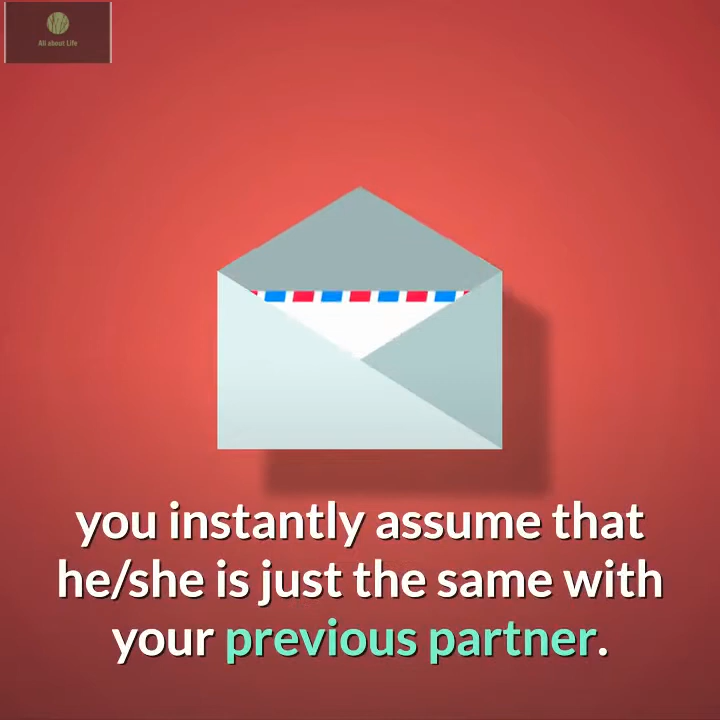 All about Life
you instantly assume that
he/she is just the same with
your previous partner.